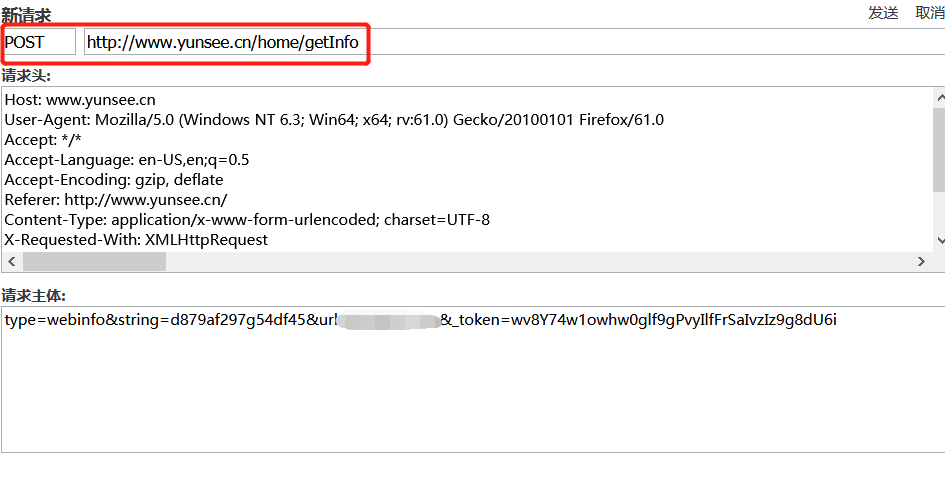 新请求
发送 取消
POST http://www.yunsee.cn/home/getInfo
请求头:
Host: www.yunsee.cn
User-Agent: Mozilla/5.0 (Windows NT 6.3; Win64; x64; rv:61.0) Gecko/20100101 Firefox/61.0
Accept: */*
Accept-Language: en-US,en;q=0.5
Accept-Encoding: gzip, deflate
Referer: http://www.yunsee.cn/
Content-Type: application/x-www-form-urlencoded; charset=UTF-8
X-Requested-With: XMLHttpRequest
请求主体:
type=webinfo&string=d879af297g54df45&url &_token=wv8Y74w1owhw0glf9gPvyIlfFrSaIvzIz9g8dU6i